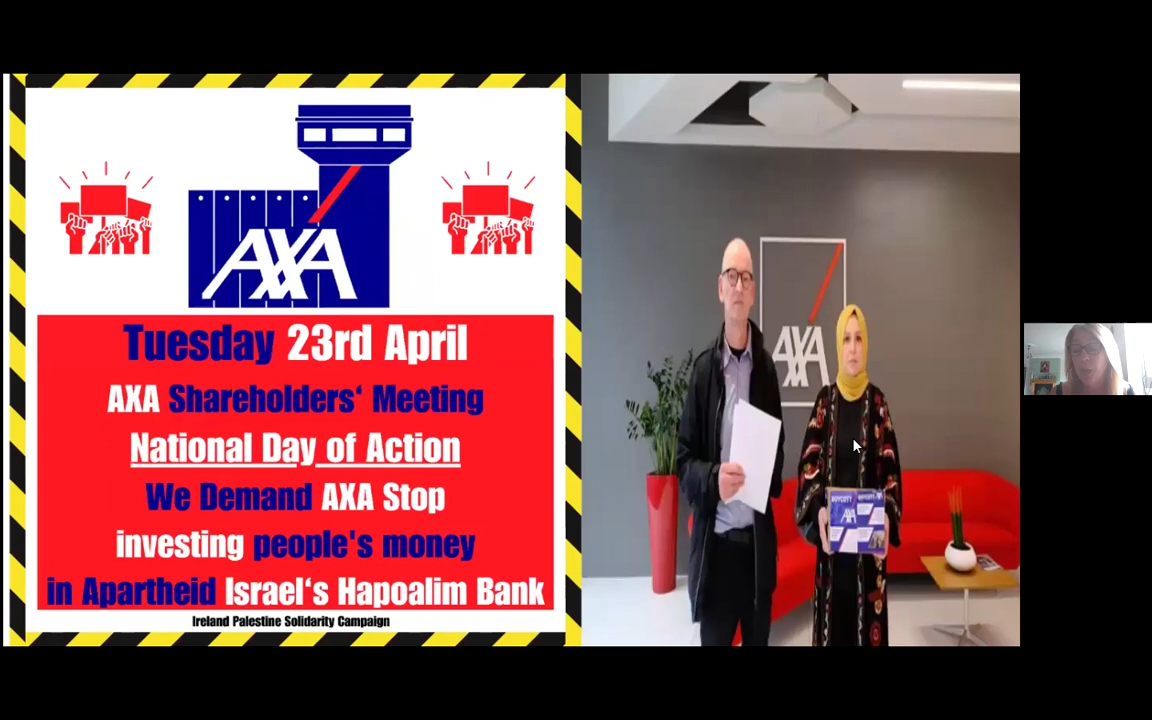 AXA
Tuesday 23rd April
AXA Shareholders‘ Meeting
National Day of Action
We Demand AXA Stop
investing people's money
in Apartheid Israel‘s Hapoalim Bank
Ireland Palestine Solidarity Campaign
AXA
BOYCOTT
AXA